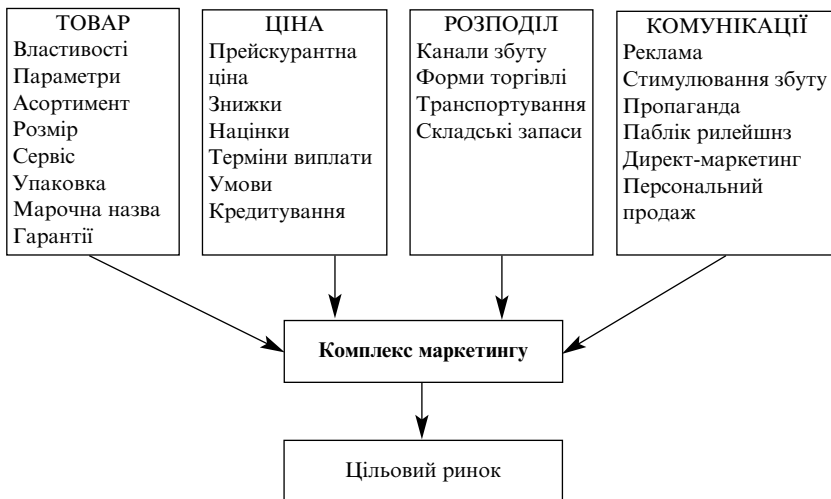 ТОВАР
Властивості
Параметри
Асортимент
Розмір
Сервіс
Упаковка
Марочна назва
Гарантії
ЦІНА
Прейскурантна
ціна
Знижки
Націнки
Терміни виплати
Умови
Кредитування
РОЗПОДІЛ
Канали збуту
Форми торгівлі
Транспортування
Складські запаси
КОМУНІКАЦІЇ
Реклама
Стимулювання збуту
Пропаганда
Паблік рилейшнз
Директ-маркетинг
Персональний
продаж
Комплекс маркетингу
Цільовий ринок